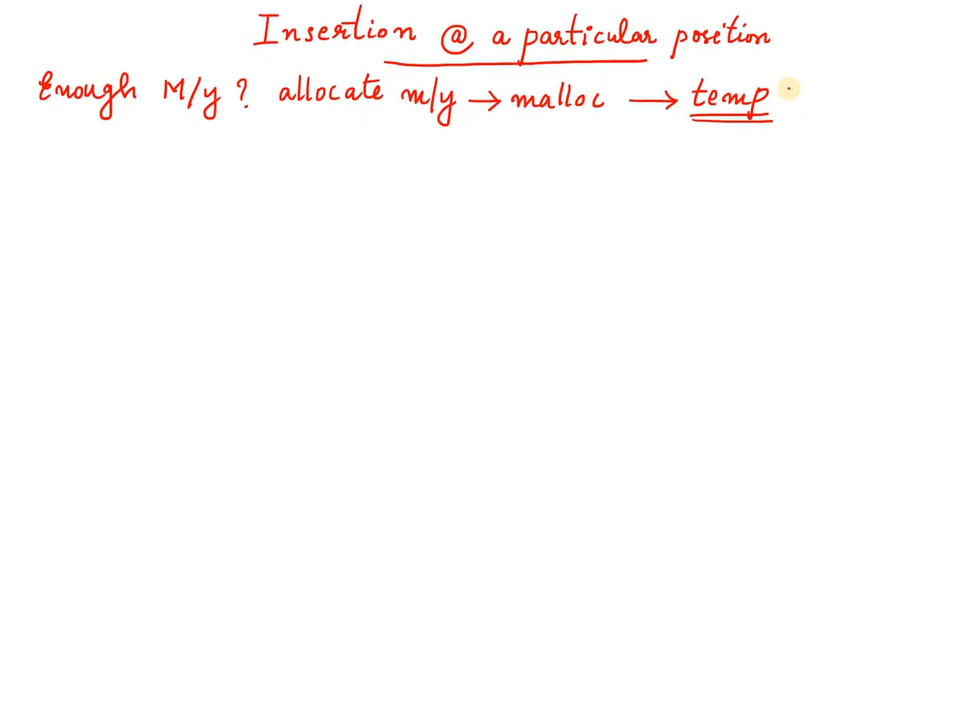 Insertion @ a particular position
Enough M/y ? allocate m/y → malloc → temp